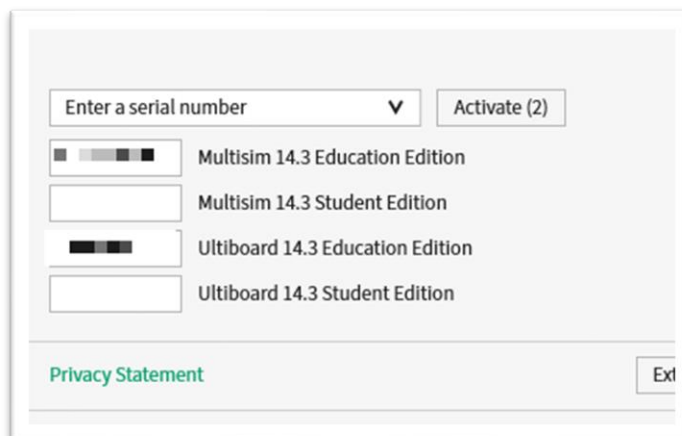 Enter a serial number Activate (2)
Multisim 14.3 Education Edition
Multisim 14.3 Student Edition
Ultiboard 14.3 Education Edition
Ultiboard 14.3 Student Edition
Privacy Statement